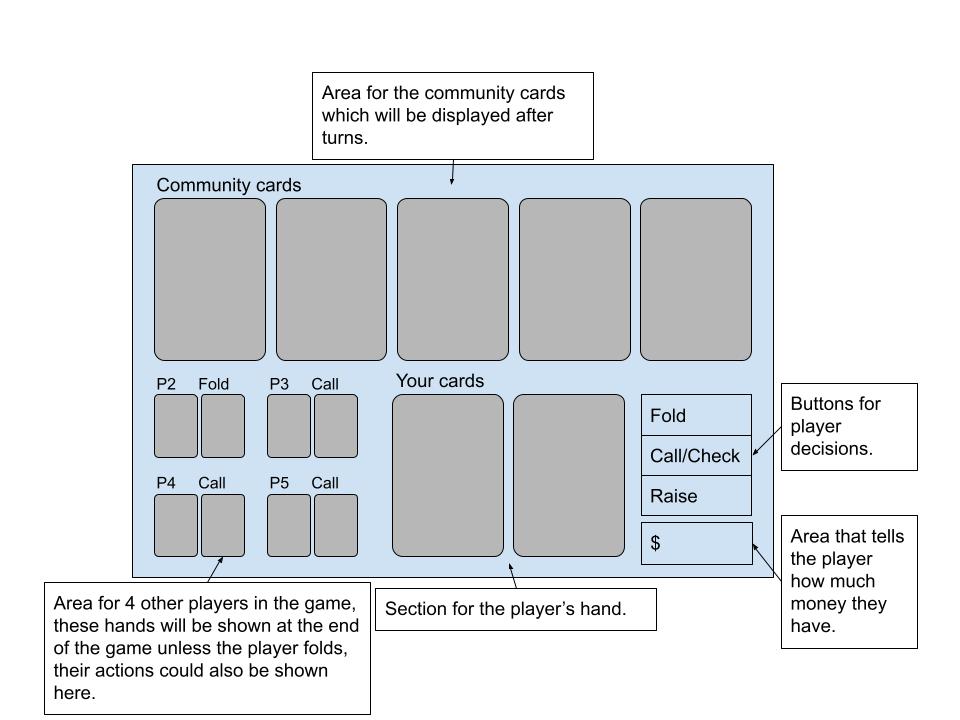 Area for the community cards
which will be displayed after
turns.
Community cards
P2 Fold P3 Call
Your cards
P4 Call P5 Call
Fold
Call/Check
Raise
$
Buttons for
player
decisions.
Area that tells
the player
how much
money they
have.
Area for 4 other players in the game,
these hands will be shown at the end
of the game unless the player folds,
their actions could also be shown
here.
Section for the player’s hand.